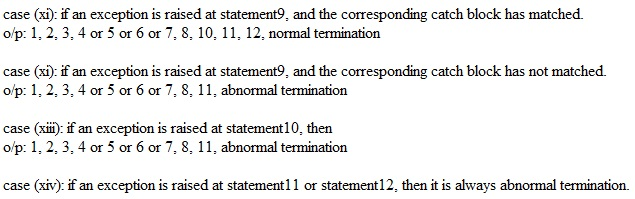 case (xi): if an exception is raised at statement9, and the corresponding catch block has matched.
o/p: 1, 2, 3, 4 or 5 or 6 or 7, 8, 10, 11, 12, normal termination
case (xi): if an exception is raised at statement9, and the corresponding catch block has not matched.
o/p: 1, 2, 3, 4 or 5 or 6 or 7, 8, 11, abnormal termination
case (xiii): if an exception is raised at statement10, then
o/p: 1, 2, 3, 4 or 5 or 6 or 7, 8, 11, abnormal termination
case (xiv): if an exception is raised at statement11 or statement12, then it is always abnormal termination.